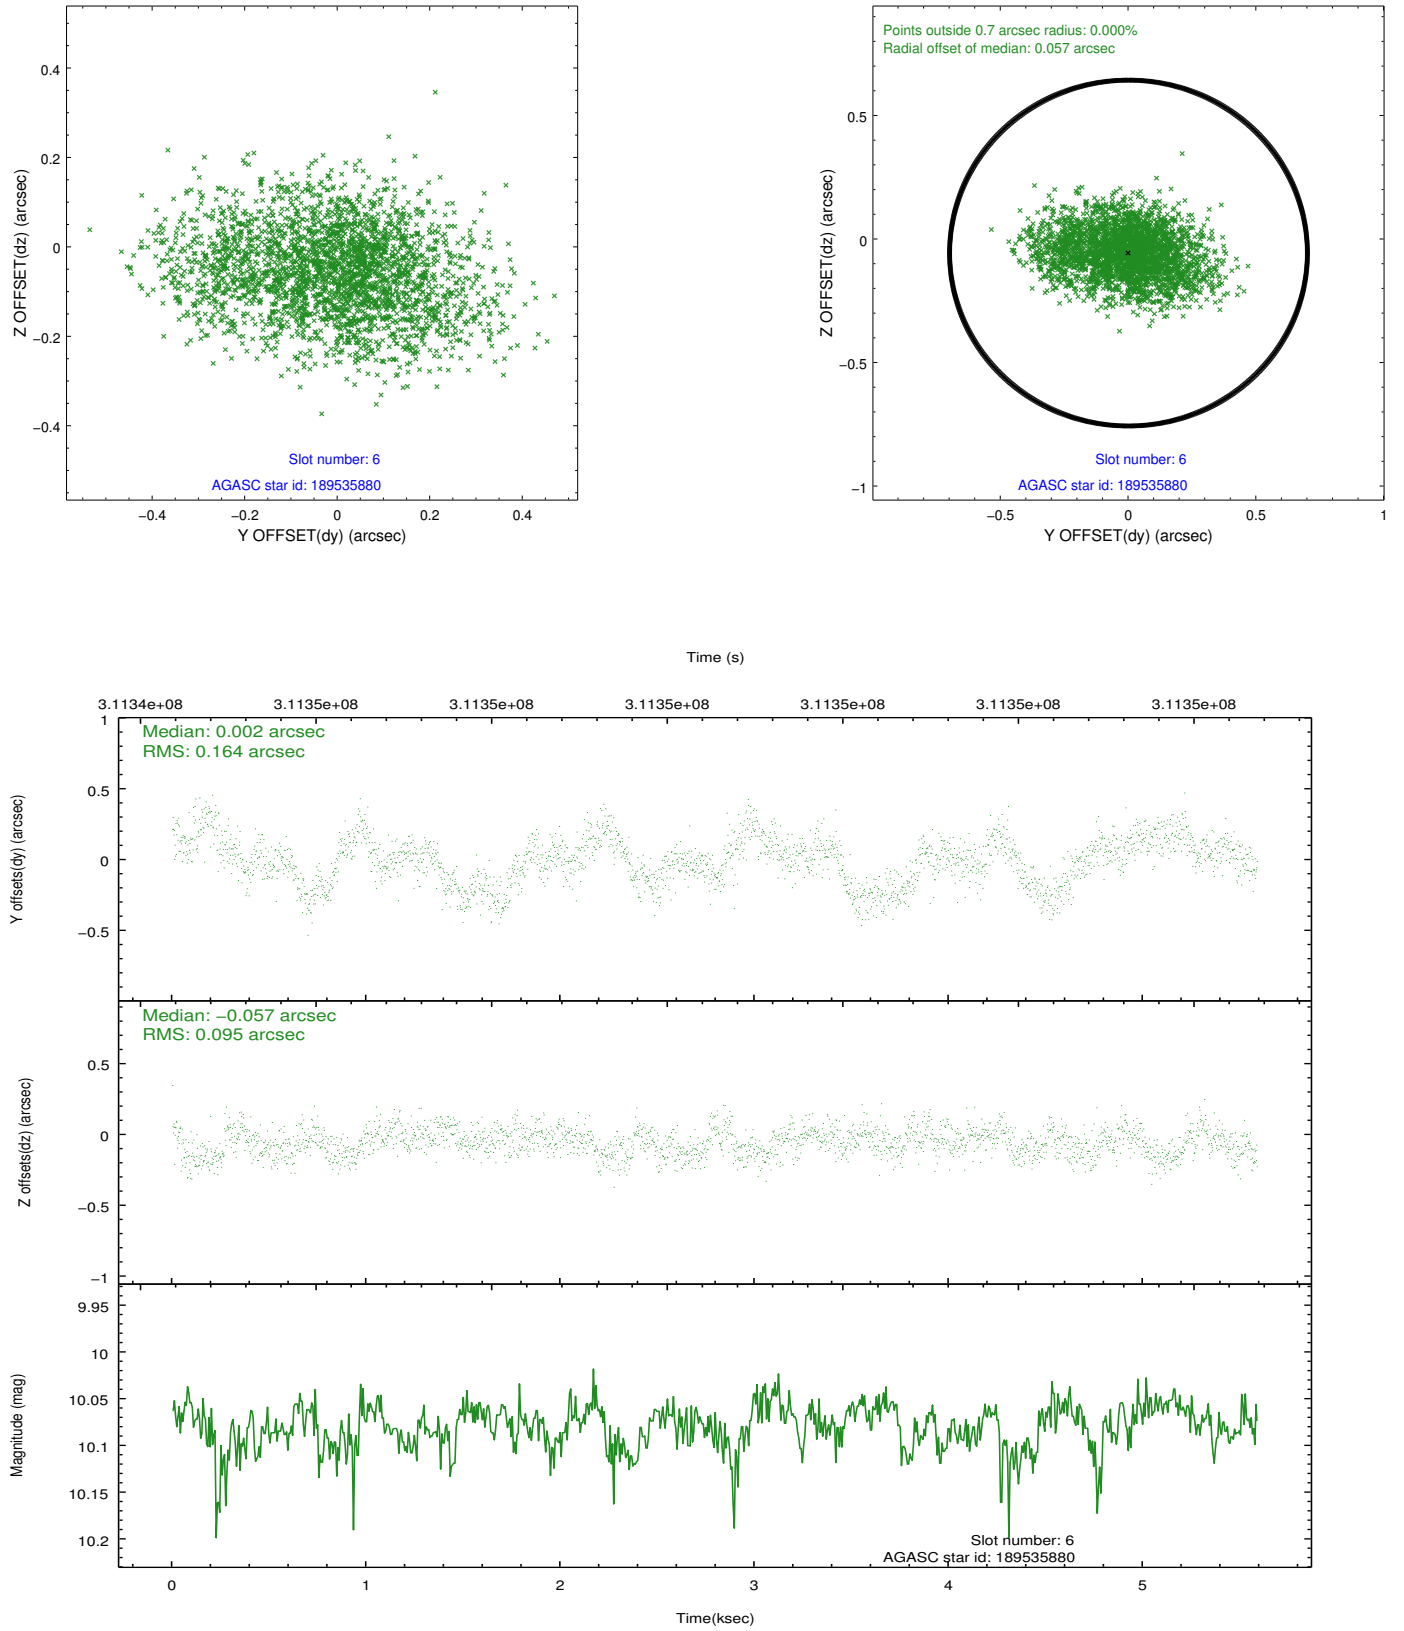 0.4
0.2
0
−0.2
−0.4
Z OFFSET(dz) (arcsec)
Slot number: 6
AGASC star id: 189535880
−0.4 −0.2 0 0.2 0.4
Y OFFSET(dy) (arcsec)
Points outside 0.7 arcsec radius: 0.000%
Radial offset of median: 0.057 arcsec
0.5
0
−0.5
−1
Z OFFSET(dz) (arcsec)
Slot number: 6
AGASC star id: 189535880
−0.5 0 0.5 1
Y OFFSET(dy) (arcsec)
Time (s)
3.1134e+08 3.1135e+08 3.1135e+08 3.1135e+08 3.1135e+08 3.1135e+08 3.1135e+08
Median: 0.002 arcsec
RMS: 0.164 arcsec
1
0.5
0
−0.5
Y offsets(dy) (arcsec)
Median: −0.057 arcsec
RMS: 0.095 arcsec
0.5
0
−0.5
−1
Z offsets(dz) (arcsec)
9.95
10
10.05
10.1
10.15
10.2
Magnitude (mag)
Slot number: 6
AGASC star id: 189535880
0 1 2 3 4 5
Time(ksec)